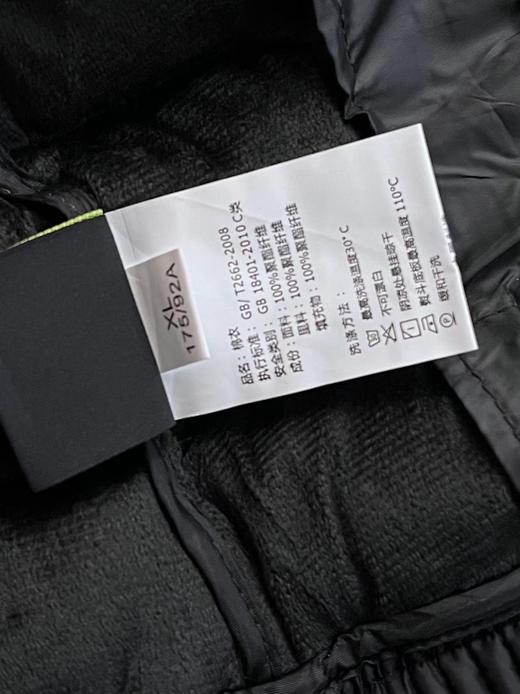 XL
175/92A
品名：棉衣
执行标准：GB/T2662-2008
安全类别：GB 18401-2010 C类
成份：面料：100%聚酯纤维
里料：100%聚酯纤维
填充物：100%聚酯纤维
洗涤方法：
最高洗涤温度30℃
不可漂白
阴凉处悬挂晾干
熨斗底板最高温度 110℃
缓和干洗